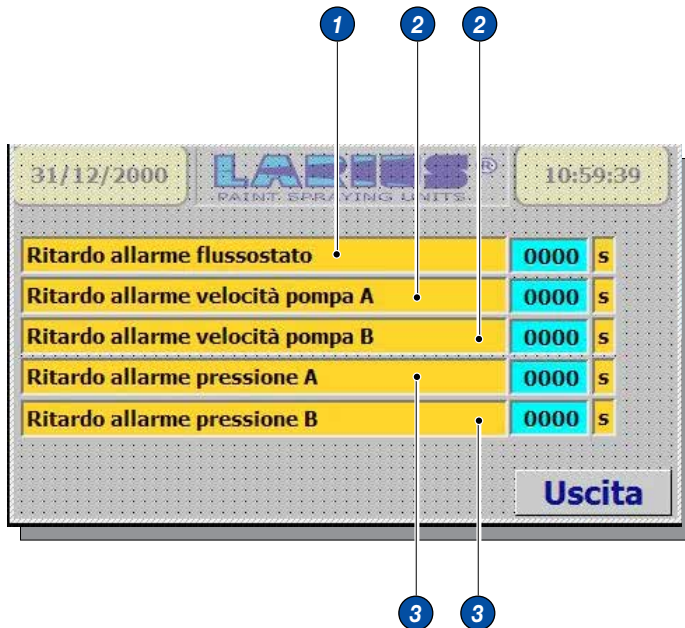 1 2 2
31/12/2000 LARIUS® 10:59:39
PAINT SPRAYING UNITS
Ritardo allarme flussostato 0000 s
Ritardo allarme velocità pompa A 0000 s
Ritardo allarme velocità pompa B 0000 s
Ritardo allarme pressione A 0000 s
Ritardo allarme pressione B 0000 s
Uscita
3 3